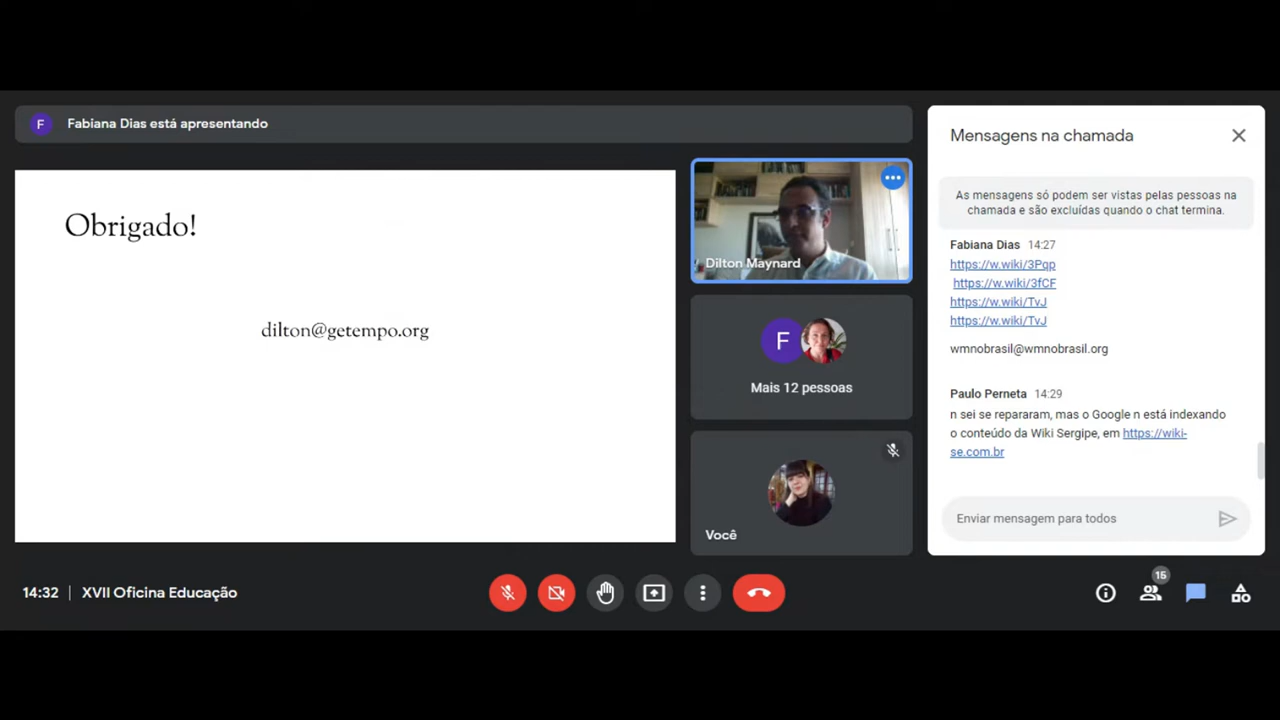 F Fabiana Dias está apresentando
Obrigado!
dilton@getempo.org
Dilton Maynard
F
Mais 12 pessoas
Você
Mensagens na chamada
As mensagens só podem ser vistas pelas pessoas na
chamada e são excluídas quando o chat termina.
Fabiana Dias 14:27
https://w.wiki/3Pqp
https://w.wiki/3fCF
https://w.wiki/TvJ
https://w.wiki/TvJ
wmnobrasil@wmnobrasil.org
Paulo Perneta 14:29
n sei se repararam, mas o Google n está indexando
o conteúdo da Wiki Sergipe, em https://wiki-
se.com.br
Enviar mensagem para todos
14:32 | XVII Oficina Educação
15